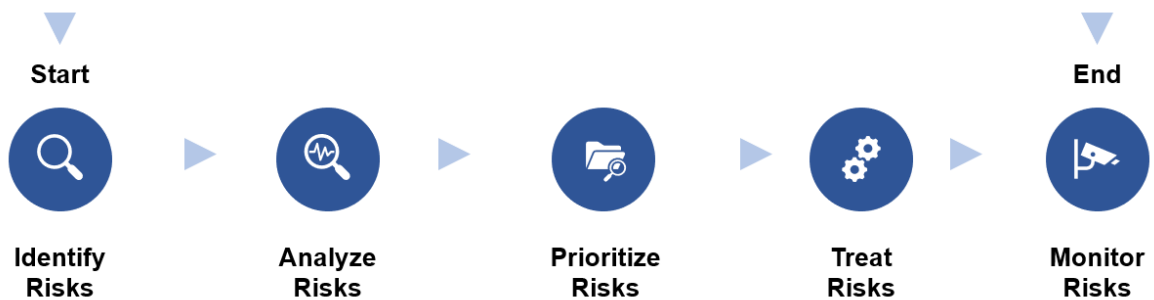 Start
End
Identify
Risks
Analyze
Risks
Prioritize
Risks
Treat
Risks
Monitor
Risks